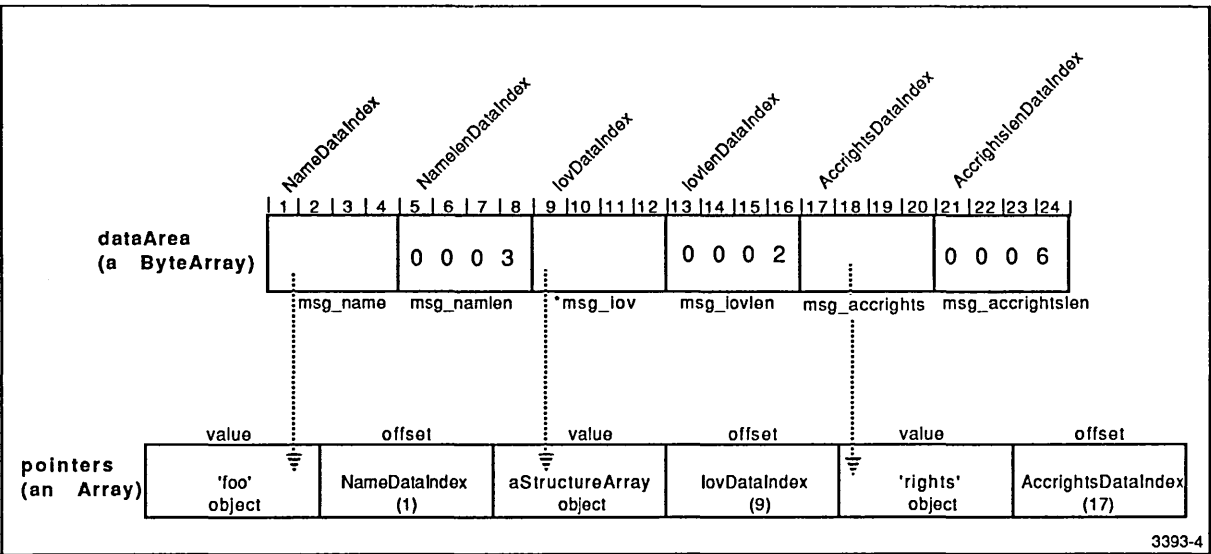 NameDataIndex NamelenDataIndex IovDataIndex IovlenDataIndex AccrightsDataIndex AccrightslenDataIndex
1 2 3 4 5 6 7 8 9 10 11 12 13 14 15 16 17 18 19 20 21 22 23 24
dataArea
(a ByteArray)
0 0 0 3 0 0 0 2 0 0 0 6
msg_name msg_namlen *msg_iov msg_iovlen msg_accrights msg_accrightslen
value offset value offset value offset
pointers
(an Array)
'foo' NameDataIndex aStructureArray IovDataIndex 'rights' AccrightsDataIndex
object (1) object (9) object (17)
3393-4